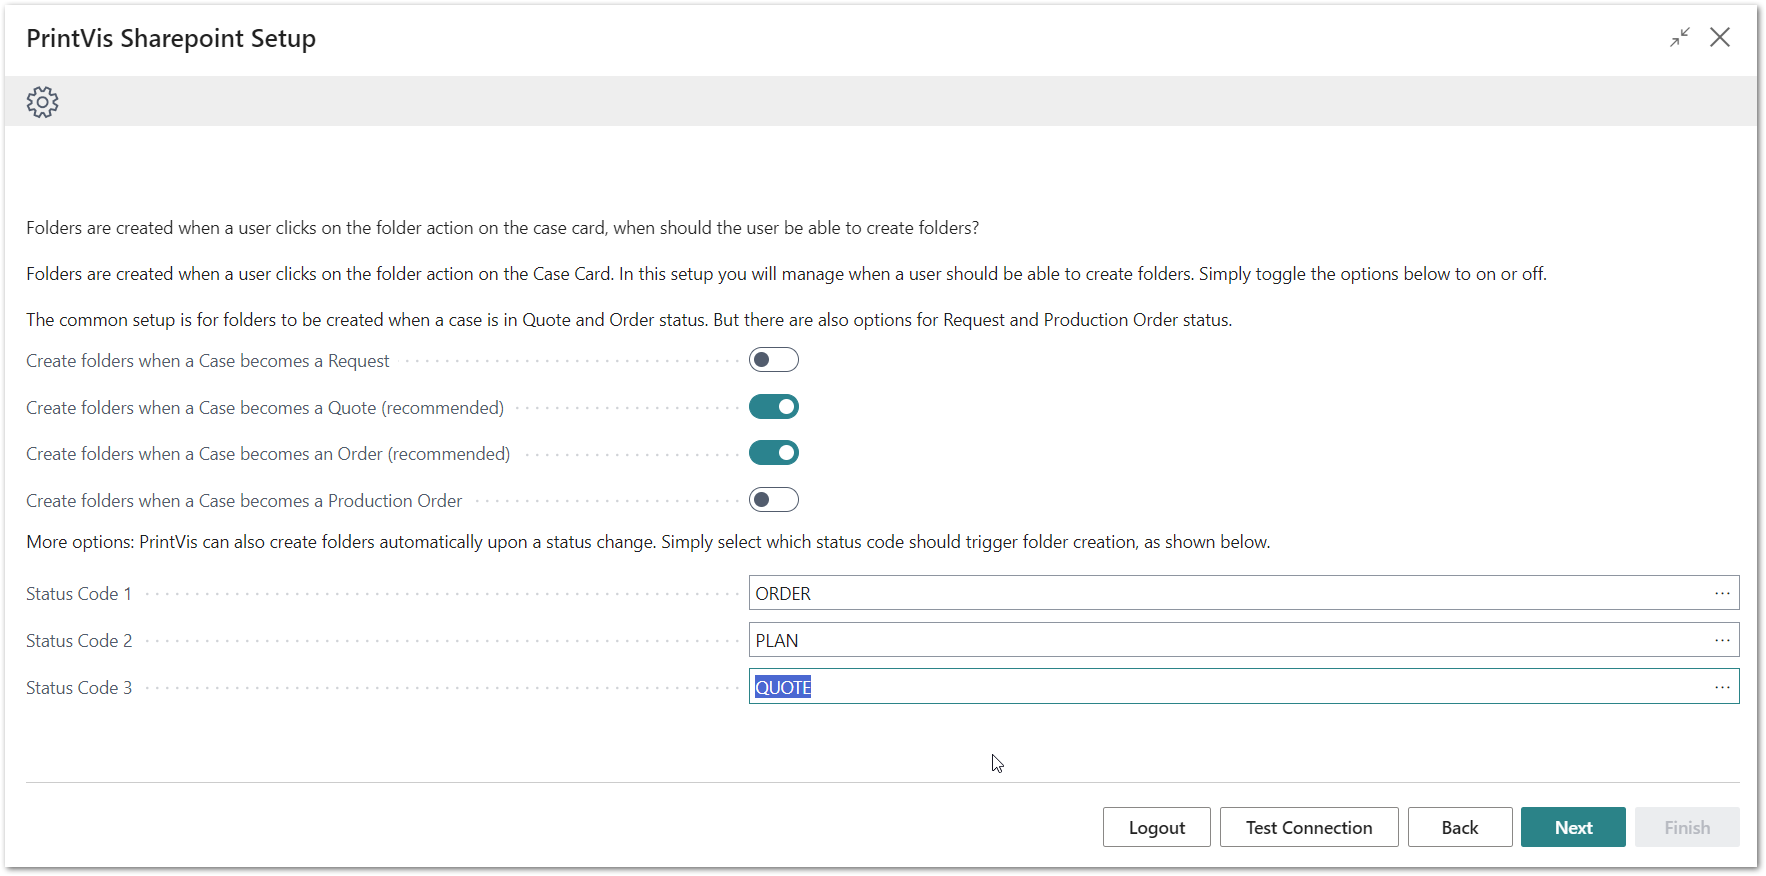 PrintVis Sharepoint Setup
Folders are created when a user clicks on the folder action on the case card, when should the user be able to create folders?
Folders are created when a user clicks on the folder action on the Case Card. In this setup you will manage when a user should be able to create folders. Simply toggle the options below to on or off.
The common setup is for folders to be created when a case is in Quote and Order status. But there are also options for Request and Production Order status.
Create folders when a Case becomes a Request
Create folders when a Case becomes a Quote (recommended)
Create folders when a Case becomes an Order (recommended)
Create folders when a Case becomes a Production Order
More options: PrintVis can also create folders automatically upon a status change. Simply select which status code should trigger folder creation, as shown below.
Status Code 1 ORDER
Status Code 2 PLAN
Status Code 3 QUOTE
Logout Test Connection Back Next Finish